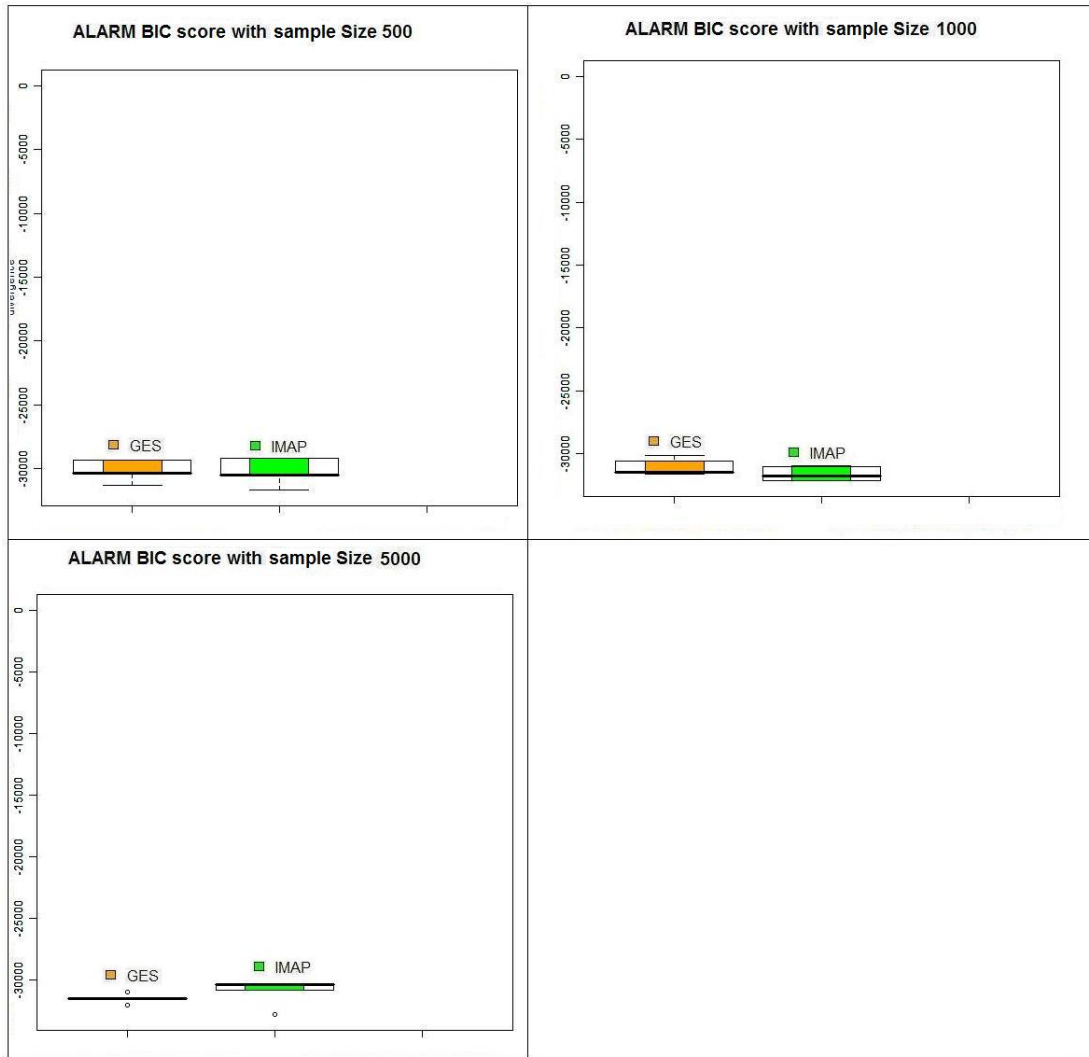 ALARM BIC score with sample Size 500
0
-5000
-10000
-15000
-20000
-25000
-30000
divergence
GES
IMAP
ALARM BIC score with sample Size 1000
0
-5000
-10000
-15000
-20000
-25000
-30000
GES
IMAP
ALARM BIC score with sample Size 5000
0
-5000
-10000
-15000
-20000
-25000
-30000
GES
IMAP